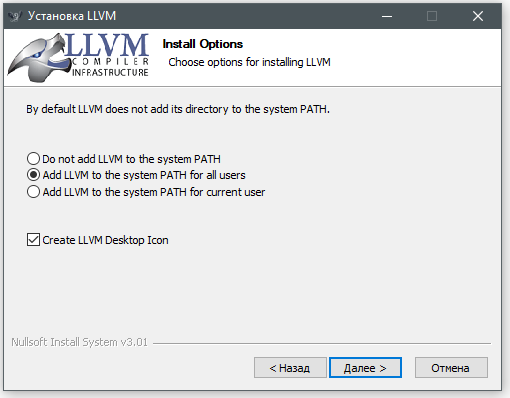 Установка LLVM
LLVM
COMPILER
INFRASTRUCTURE
Install Options
Choose options for installing LLVM
By default LLVM does not add its directory to the system PATH.
Do not add LLVM to the system PATH
Add LLVM to the system PATH for all users
Add LLVM to the system PATH for current user
Create LLVM Desktop Icon
Nullsoft Install System v3.01
< Назад
Далее >
Отмена